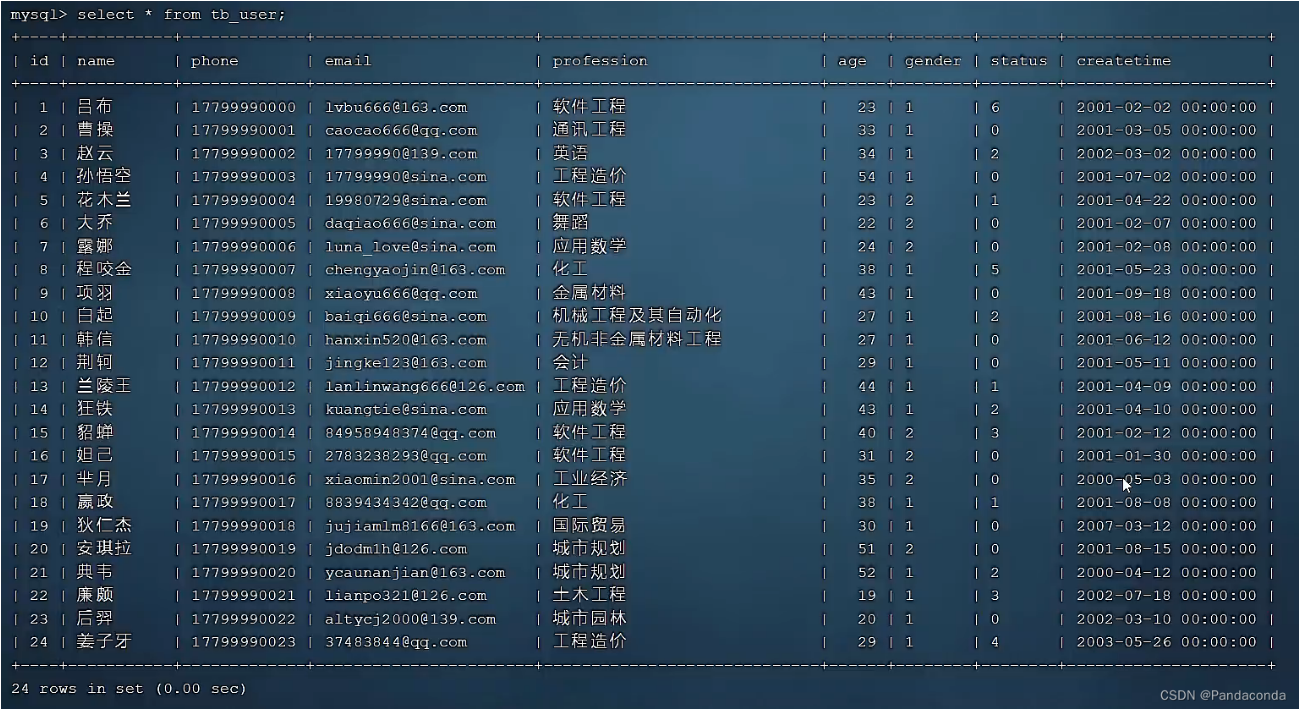 mysql> select * from tb_user;
+----+-----------+-------------+-----------------------+-----------------------------+------+--------+--------+---------------------+
| id | name | phone | email | profession | age | gender | status | createtime |
+----+-----------+-------------+-----------------------+-----------------------------+------+--------+--------+---------------------+
| 1 | 吕布 | 17799990000 | lvbu666@163.com | 软件工程 | 23 | 1 | 6 | 2001-02-02 00:00:00 |
| 2 | 曹操 | 17799990001 | caocao666@qq.com | 通讯工程 | 33 | 1 | 0 | 2001-03-05 00:00:00 |
| 3 | 赵云 | 17799990002 | 17799990@139.com | 英语 | 34 | 1 | 2 | 2002-03-02 00:00:00 |
| 4 | 孙悟空 | 17799990003 | 17799990@sina.com | 工程造价 | 54 | 1 | 0 | 2001-07-02 00:00:00 |
| 5 | 花木兰 | 17799990004 | 19980729@sina.com | 软件工程 | 23 | 2 | 1 | 2001-04-22 00:00:00 |
| 6 | 大乔 | 17799990005 | daqiao666@sina.com | 舞蹈 | 22 | 2 | 0 | 2001-02-07 00:00:00 |
| 7 | 露娜 | 17799990006 | luna_love@sina.com | 应用数学 | 24 | 2 | 0 | 2001-02-08 00:00:00 |
| 8 | 程咬金 | 17799990007 | chengyaojin@163.com | 化工 | 38 | 1 | 5 | 2001-05-23 00:00:00 |
| 9 | 项羽 | 17799990008 | xiaoyu666@qq.com | 金属材料 | 43 | 1 | 0 | 2001-09-18 00:00:00 |
| 10 | 白起 | 17799990009 | baiqi666@sina.com | 机械工程及其自动化 | 27 | 1 | 2 | 2001-08-16 00:00:00 |
| 11 | 韩信 | 17799990010 | hanxin520@163.com | 无机非金属材料工程 | 27 | 1 | 0 | 2001-06-12 00:00:00 |
| 12 | 荆轲 | 17799990011 | jingke123@163.com | 会计 | 29 | 1 | 0 | 2001-05-11 00:00:00 |
| 13 | 兰陵王 | 17799990012 | lanlinwang666@126.com | 工程造价 | 44 | 1 | 1 | 2001-04-09 00:00:00 |
| 14 | 狂铁 | 17799990013 | kuangtie@sina.com | 应用数学 | 43 | 1 | 2 | 2001-04-10 00:00:00 |
| 15 | 貂蝉 | 17799990014 | 84958948374@qq.com | 软件工程 | 40 | 2 | 3 | 2001-02-12 00:00:00 |
| 16 | 妲己 | 17799990015 | 2783238293@qq.com | 软件工程 | 31 | 2 | 0 | 2001-01-30 00:00:00 |
| 17 | 芈月 | 17799990016 | xiaomin2001@sina.com | 工业经济 | 35 | 2 | 0 | 2000-05-03 00:00:00 |
| 18 | 嬴政 | 17799990017 | 8839434342@qq.com | 化工 | 38 | 1 | 1 | 2001-08-08 00:00:00 |
| 19 | 狄仁杰 | 17799990018 | jujiamlm8166@163.com | 国际贸易 | 30 | 1 | 0 | 2007-03-12 00:00:00 |
| 20 | 安琪拉 | 17799990019 | jdodm1h@126.com | 城市规划 | 51 | 2 | 0 | 2001-08-15 00:00:00 |
| 21 | 典韦 | 17799990020 | ycaunanjian@163.com | 城市规划 | 52 | 1 | 2 | 2000-04-12 00:00:00 |
| 22 | 廉颇 | 17799990021 | lianpo321@126.com | 土木工程 | 19 | 1 | 3 | 2002-07-18 00:00:00 |
| 23 | 后羿 | 17799990022 | altycj2000@139.com | 城市园林 | 20 | 1 | 0 | 2002-03-10 00:00:00 |
| 24 | 姜子牙 | 17799990023 | 37483844@qq.com | 工程造价 | 29 | 1 | 4 | 2003-05-26 00:00:00 |
+----+-----------+-------------+-----------------------+-----------------------------+------+--------+--------+---------------------+
24 rows in set (0.00 sec)
CSDN @Pandaconda